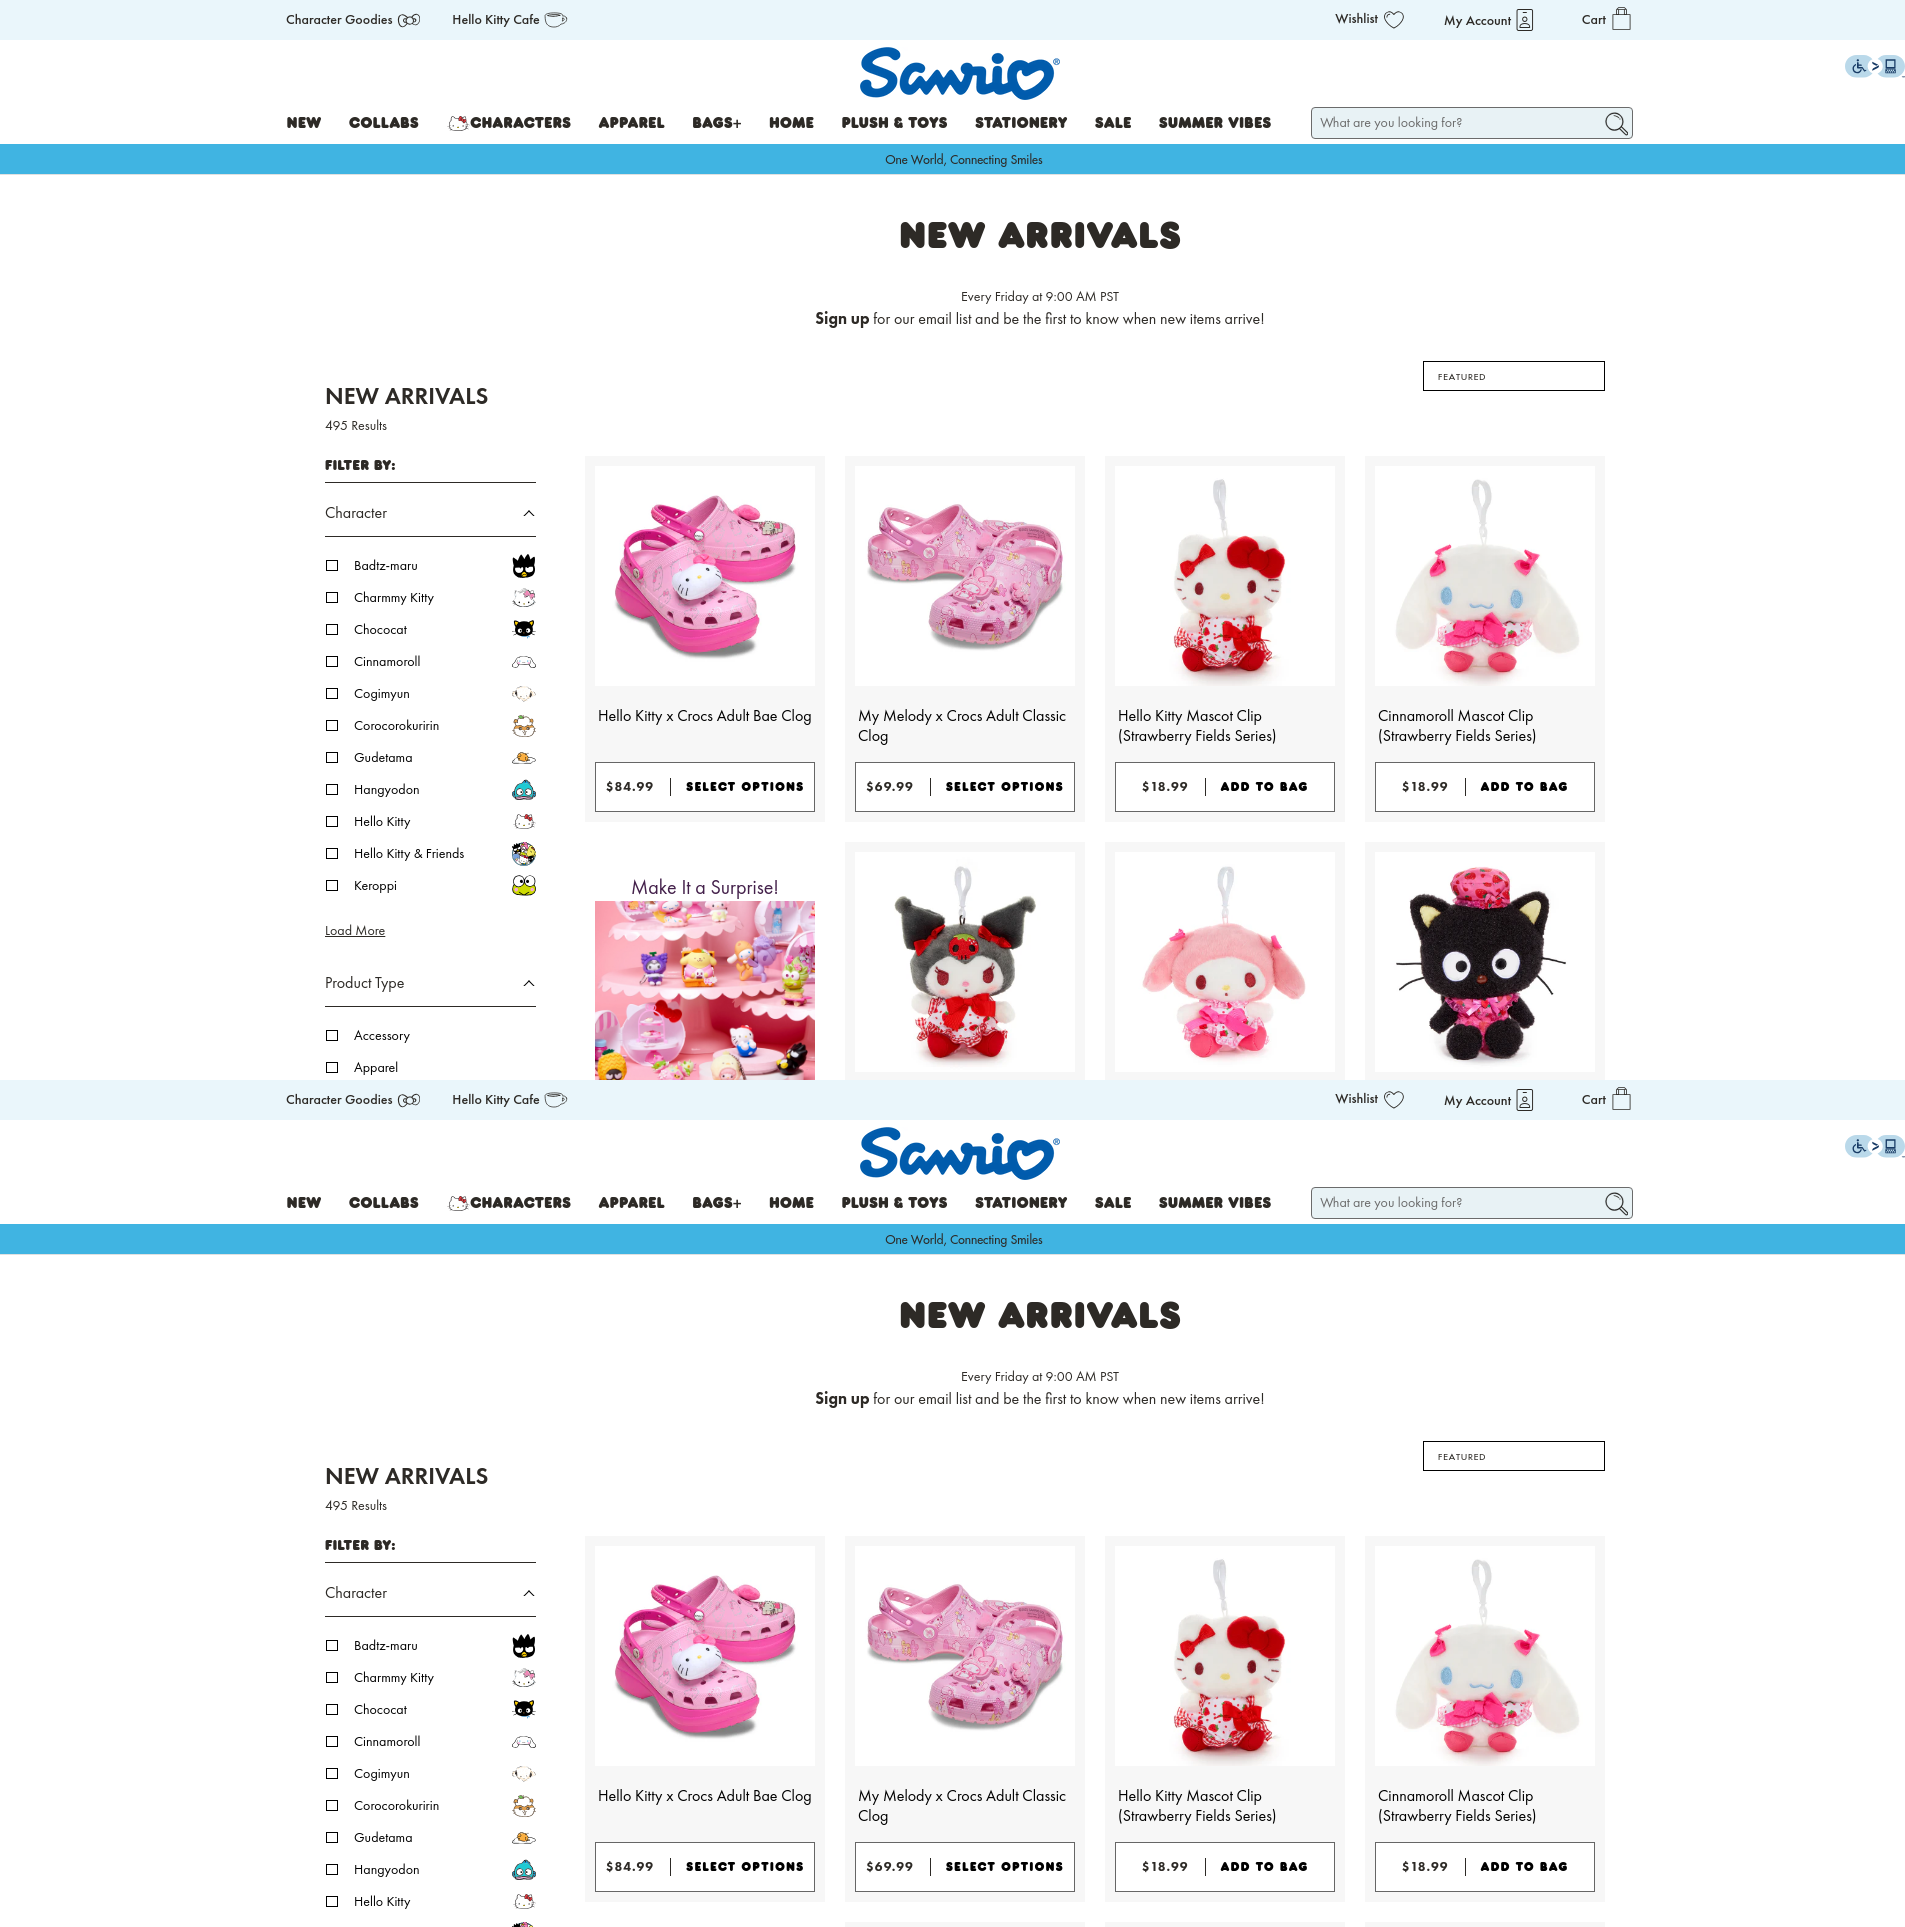 Character Goodies
Hello Kitty Cafe
Wishlist
My Account
Cart
Sanrio®
NEW
COLLABS
CHARACTERS
APPAREL
BAGS+
HOME
PLUSH & TOYS
STATIONERY
SALE
SUMMER VIBES
What are you looking for?
One World, Connecting Smiles
NEW ARRIVALS
Every Friday at 9:00 AM PST
Sign up for our email list and be the first to know when new items arrive!
FEATURED
NEW ARRIVALS
495 Results
FILTER BY:
Character
Badtz-maru
Charmmy Kitty
Chococat
Cinnamoroll
Cogimyun
Corocorokuririn
Gudetama
Hangyodon
Hello Kitty
Hello Kitty & Friends
Keroppi
Load More
Product Type
Accessory
Apparel
Hello Kitty x Crocs Adult Bae Clog
$84.99
SELECT OPTIONS
My Melody x Crocs Adult Classic
Clog
$69.99
SELECT OPTIONS
Hello Kitty Mascot Clip
(Strawberry Fields Series)
$18.99
ADD TO BAG
Cinnamoroll Mascot Clip
(Strawberry Fields Series)
$18.99
ADD TO BAG
Make It a Surprise!
Character Goodies
Hello Kitty Cafe
Wishlist
My Account
Cart
Sanrio®
NEW
COLLABS
CHARACTERS
APPAREL
BAGS+
HOME
PLUSH & TOYS
STATIONERY
SALE
SUMMER VIBES
What are you looking for?
One World, Connecting Smiles
NEW ARRIVALS
Every Friday at 9:00 AM PST
Sign up for our email list and be the first to know when new items arrive!
FEATURED
NEW ARRIVALS
495 Results
FILTER BY:
Character
Badtz-maru
Charmmy Kitty
Chococat
Cinnamoroll
Cogimyun
Corocorokuririn
Gudetama
Hangyodon
Hello Kitty
Hello Kitty x Crocs Adult Bae Clog
$84.99
SELECT OPTIONS
My Melody x Crocs Adult Classic
Clog
$69.99
SELECT OPTIONS
Hello Kitty Mascot Clip
(Strawberry Fields Series)
$18.99
ADD TO BAG
Cinnamoroll Mascot Clip
(Strawberry Fields Series)
$18.99
ADD TO BAG